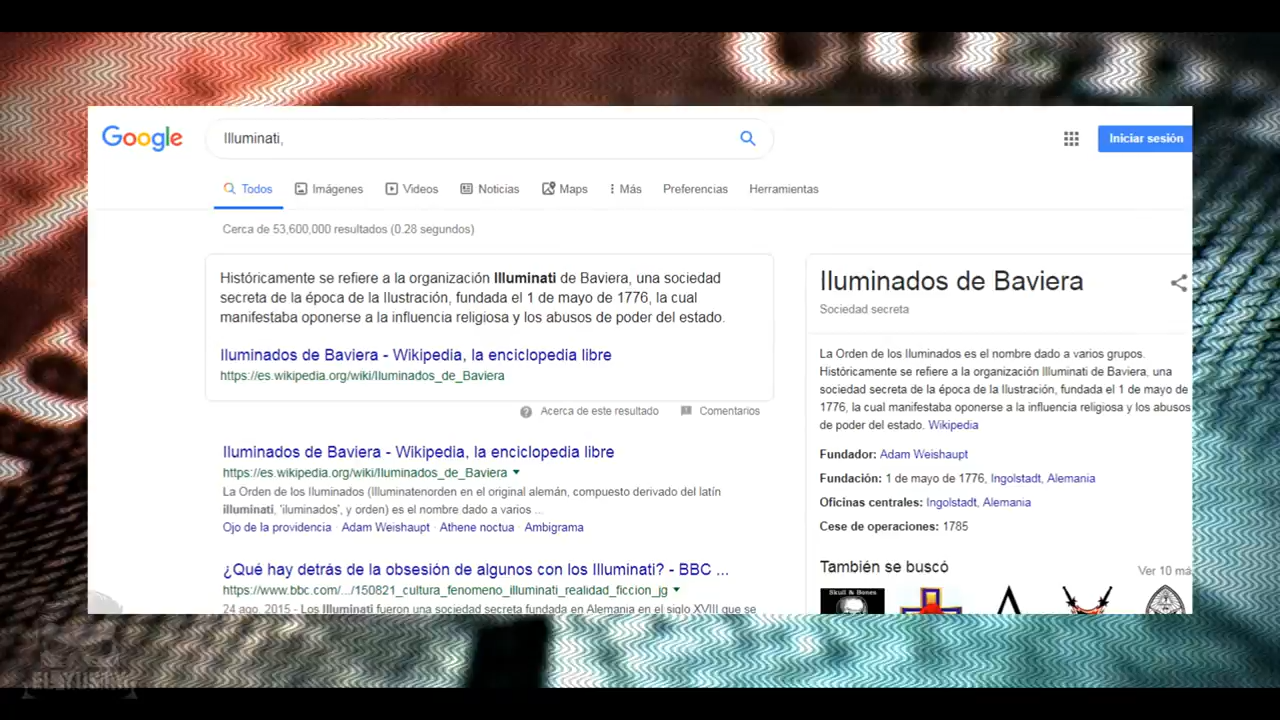 Google
Illuminati,
Iniciar sesión
Todos
Imágenes
Videos
Noticias
Maps
Más
Preferencias
Herramientas
Cerca de 53,600,000 resultados (0.28 segundos)
Históricamente se refiere a la organización Illuminati de Baviera, una sociedad
secreta de la época de la Ilustración, fundada el 1 de mayo de 1776, la cual
manifestaba oponerse a la influencia religiosa y los abusos de poder del estado.
Iluminados de Baviera - Wikipedia, la enciclopedia libre
https://es.wikipedia.org/wiki/Iluminados_de_Baviera
Acerca de este resultado
Comentarios
Iluminados de Baviera - Wikipedia, la enciclopedia libre
https://es.wikipedia.org/wiki/Iluminados_de_Baviera
La Orden de los Iluminados (Illuminatenorden en el original alemán, compuesto derivado del latín
illuminati, 'iluminados', y orden) es el nombre dado a varios ...
Ojo de la providencia · Adam Weishaupt · Athene noctua · Ambigrama
¿Qué hay detrás de la obsesión de algunos con los Illuminati? - BBC ...
https://www.bbc.com/.../150821_cultura_fenomeno_illuminati_realidad_ficcion_jg
24 ago. 2015 - Los Illuminati fueron una sociedad secreta fundada en Alemania en el siglo XVIII que se
Iluminados de Baviera
Sociedad secreta
La Orden de los Iluminados es el nombre dado a varios grupos.
Históricamente se refiere a la organización Illuminati de Baviera, una
sociedad secreta de la época de la Ilustración, fundada el 1 de mayo de
1776, la cual manifestaba oponerse a la influencia religiosa y los abusos
de poder del estado. Wikipedia
Fundador: Adam Weishaupt
Fundación: 1 de mayo de 1776, Ingolstadt, Alemania
Oficinas centrales: Ingolstadt, Alemania
Cese de operaciones: 1785
También se buscó
Ver 10 má
Skull & Bones